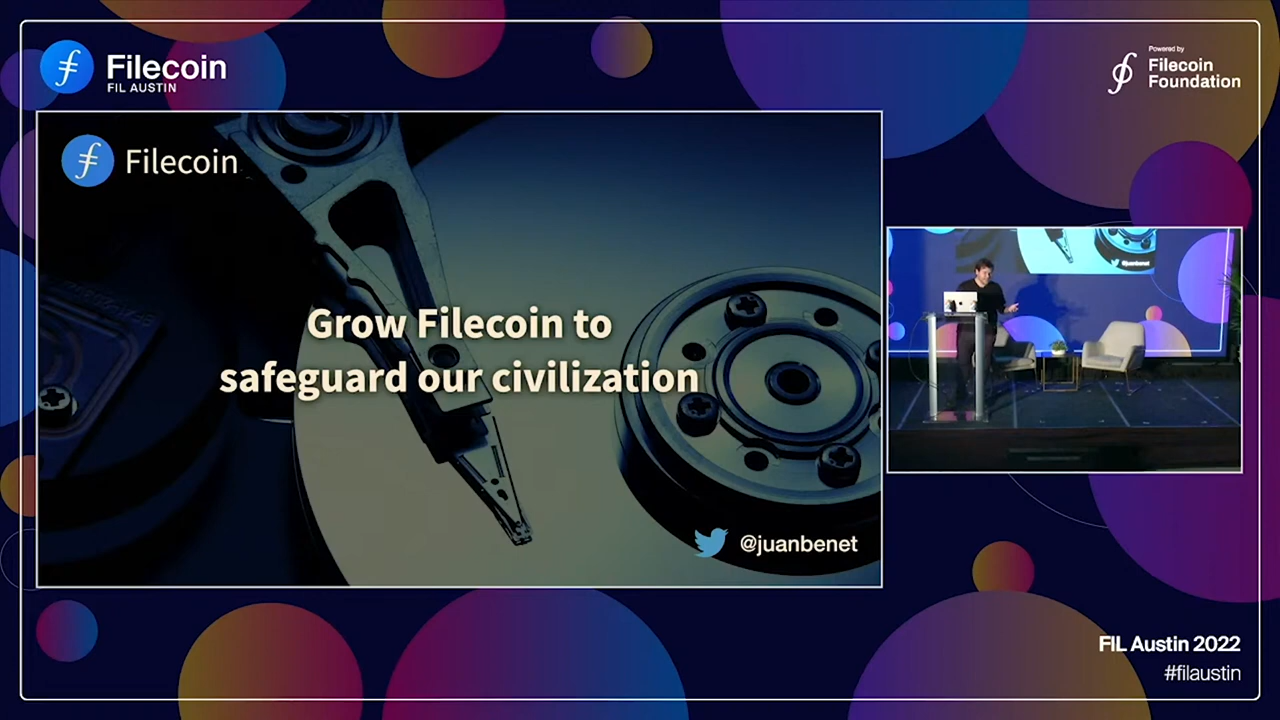 Filecoin
FIL AUSTIN
Powered by
Filecoin
Foundation
Filecoin
Grow Filecoin to
safeguard our civilization
@juanbenet
@juanbenet
FIL Austin 2022
#filaustin